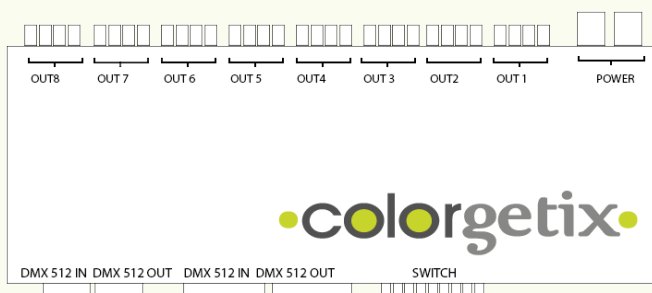 OUT8 OUT 7 OUT 6 OUT 5 OUT4 OUT 3 OUT2 OUT 1 POWER
colorgetix
DMX 512 IN DMX 512 OUT DMX 512 IN DMX 512 OUT SWITCH